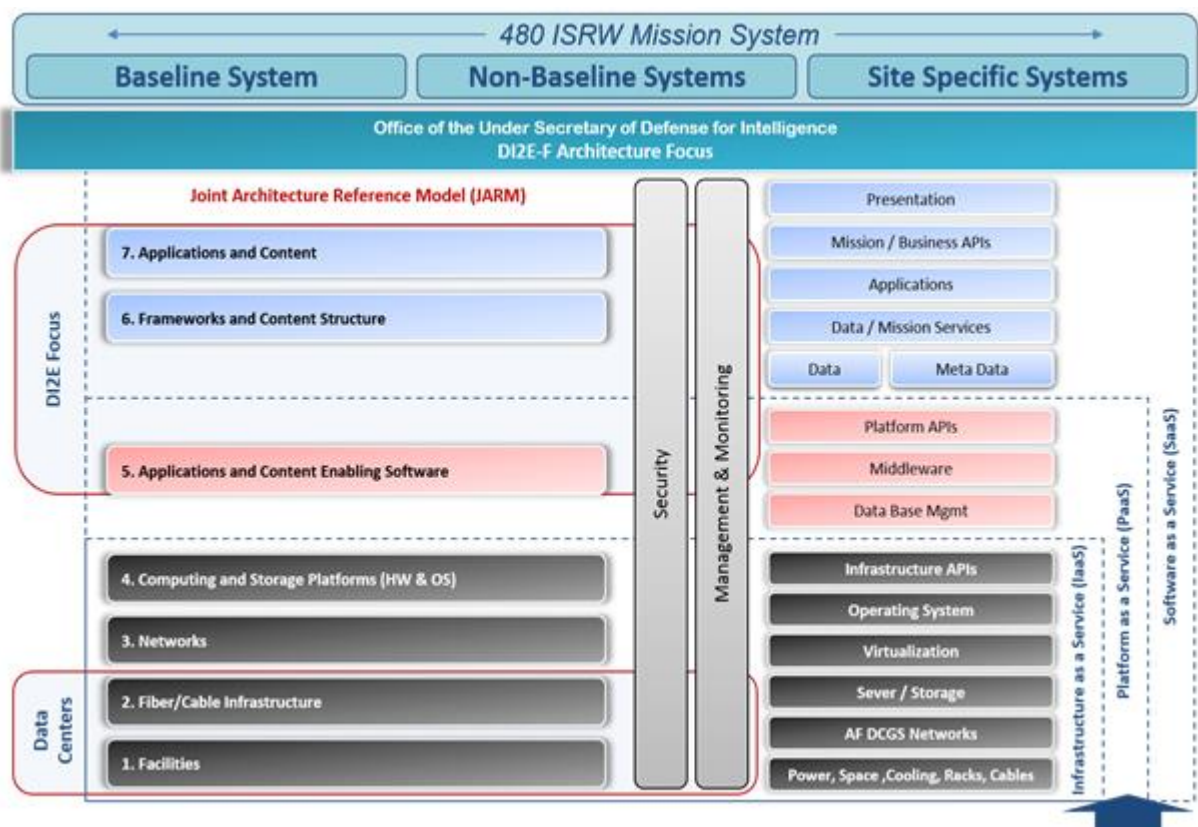 480 ISRW Mission System
Baseline System
Non-Baseline Systems
Site Specific Systems
Office of the Under Secretary of Defense for Intelligence
DI2E-F Architecture Focus
Joint Architecture Reference Model (JARM)
DI2E Focus
7. Applications and Content
6. Frameworks and Content Structure
5. Applications and Content Enabling Software
4. Computing and Storage Platforms (HW & OS)
3. Networks
Data
Centers
2. Fiber/Cable Infrastructure
1. Facilities
Security
Management & Monitoring
Presentation
Mission / Business APIs
Applications
Data / Mission Services
Data
Meta Data
Platform APIs
Middleware
Data Base Mgmt
Infrastructure APIs
Operating System
Virtualization
Sever / Storage
AF DCGS Networks
Power, Space ,Cooling, Racks, Cables
Infrastructure as a Service (IaaS)
Platform as a Service (PaaS)
Software as a Service (SaaS)